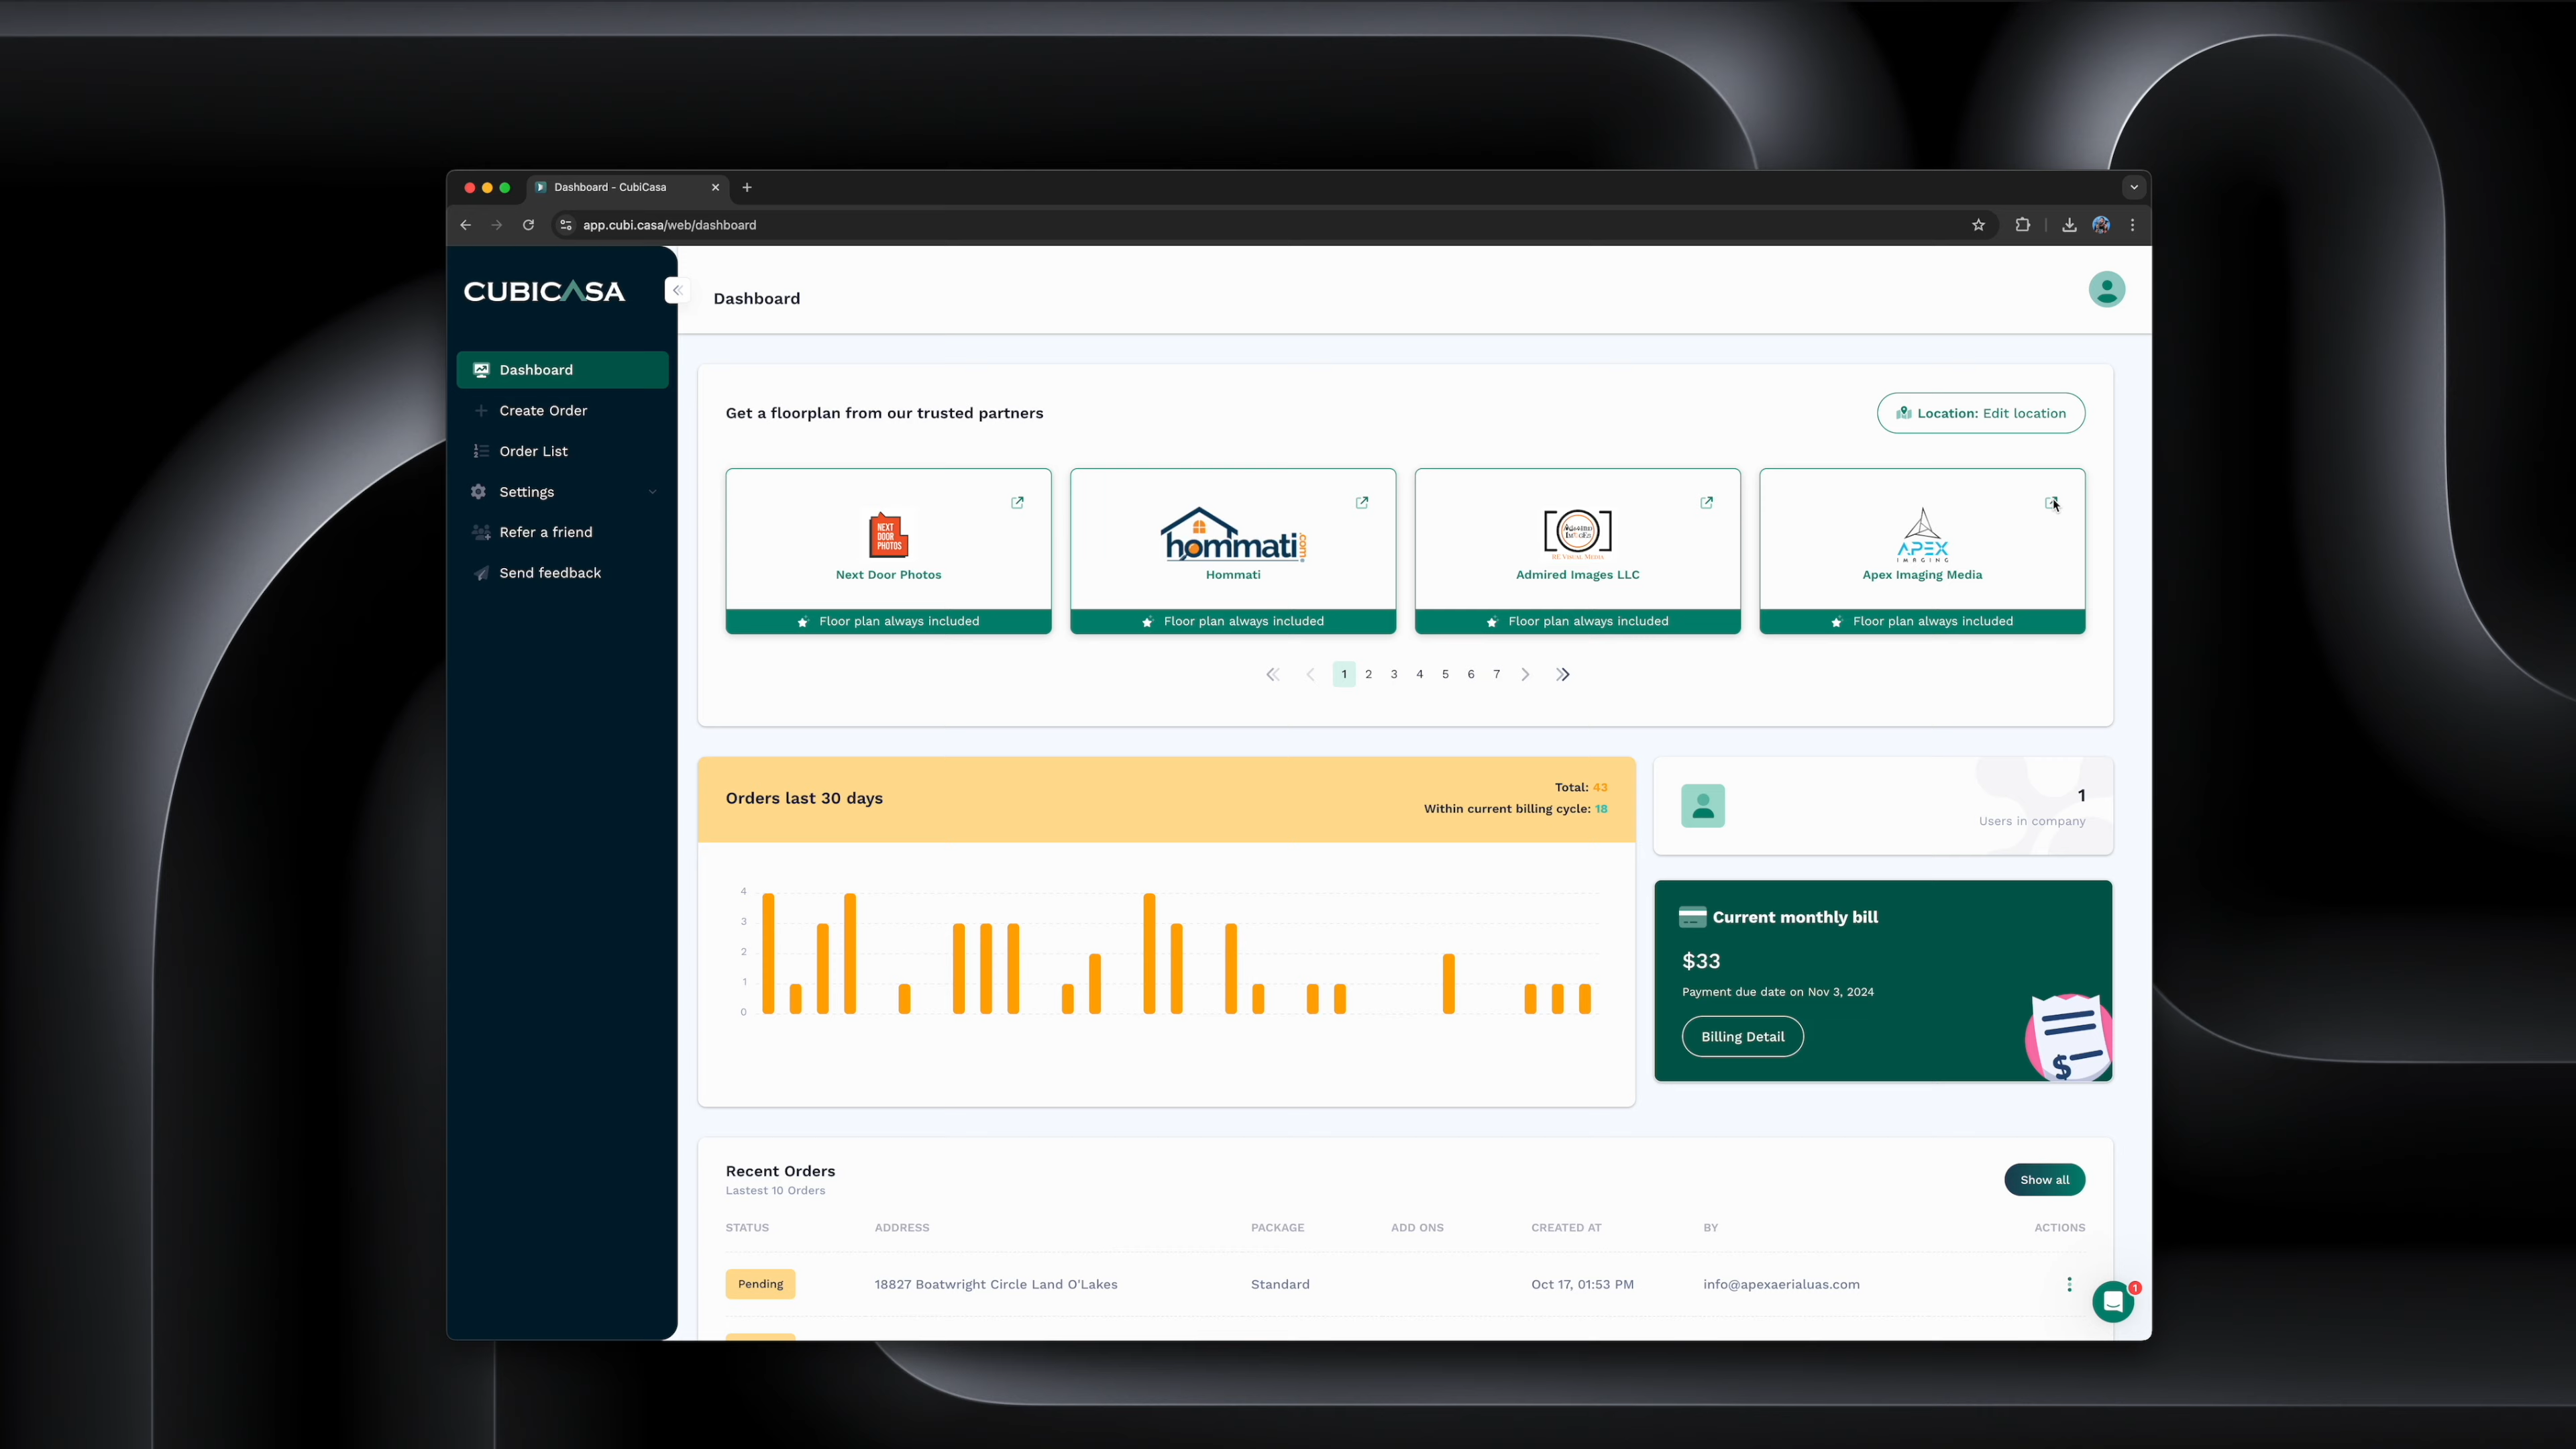 Dashboard - CubiCasa
app.cubi.casa/web/dashboard
CUBICASA
Dashboard
Dashboard
Create Order
Order List
Settings
Refer a friend
Send feedback
Get a floorplan from our trusted partners
Location: Edit location
NEXT
DOOR
PHOTOS
Next Door Photos
Floor plan always included
hommati.com
Hommati
Floor plan always included
RE VISUAL MEDIA
Admired Images LLC
Floor plan always included
APEX
IMAGING
Apex Imaging Media
Floor plan always included
1 2 3 4 5 6 7
Orders last 30 days
Total: 43
Within current billing cycle: 18
4
3
2
1
0
1
Users in company
Current monthly bill
$33
Payment due date on Nov 3, 2024
Billing Detail
$
Recent Orders
Lastest 10 Orders
Show all
STATUS ADDRESS PACKAGE ADD ONS CREATED AT BY ACTIONS
Pending 18827 Boatwright Circle Land O'Lakes Standard Oct 17, 01:53 PM info@apexaerialuas.com
1